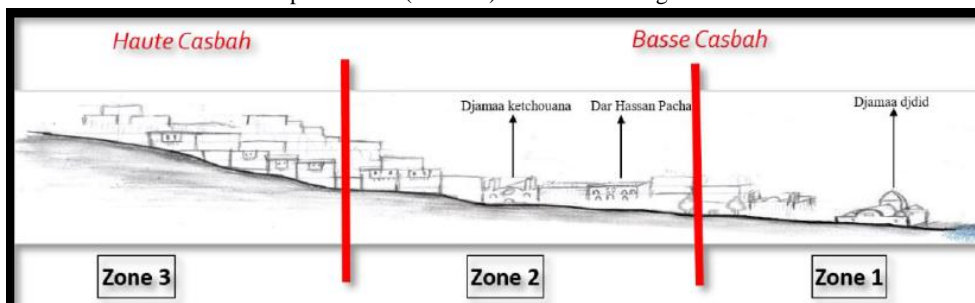 Haute Casbah
Basse Casbah
Djamaa ketchouana
Dar Hassan Pacha
Djamaa djdid
Zone 3
Zone 2
Zone 1